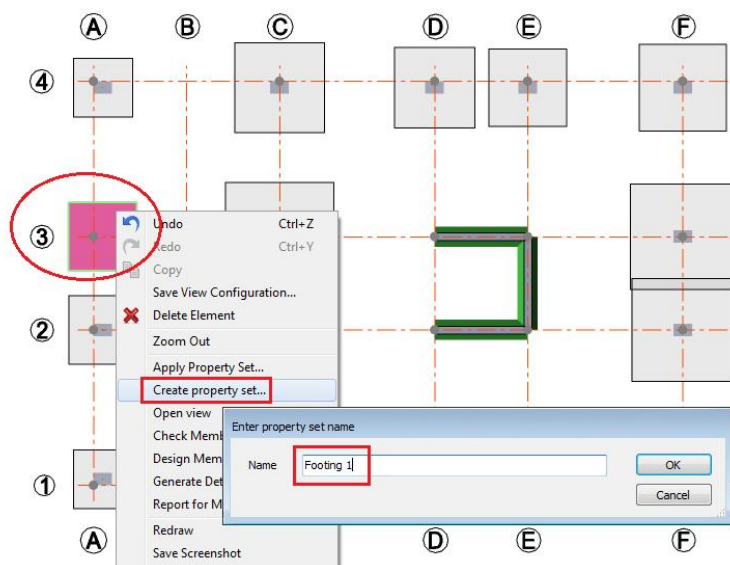 A B C D E F
4
3
Undo Ctrl+Z
Redo Ctrl+Y
Copy
Save View Configuration...
2
Delete Element
Zoom Out
Apply Property Set...
Create property set...
Open view
Check Memb
Design Mem
Generate Det
Report for M
Redraw
Save Screenshot
Enter property set name
Name Footing 1
OK
Cancel
1
A D E F